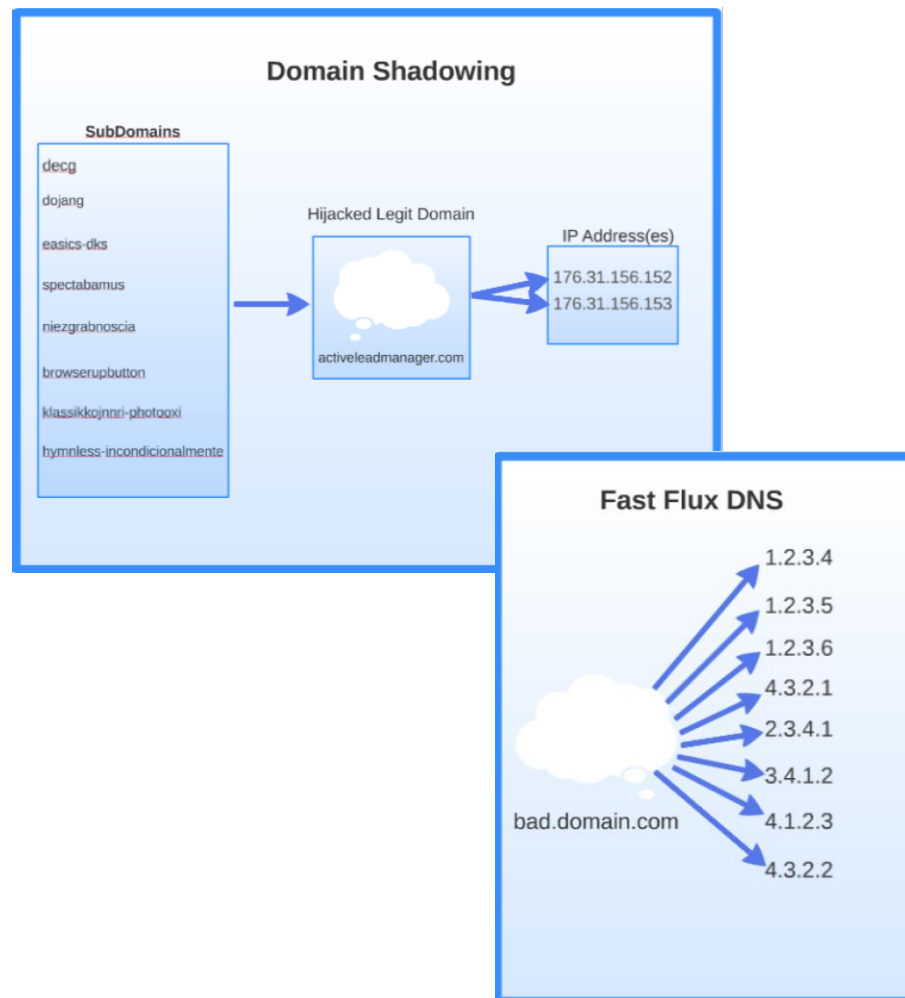 Domain Shadowing
SubDomains
decg
dojang
easics-dks
spectabamus
niezgrabnoscia
browserupbutton
klassikkojnnri-photooxi
hymnless-incondicionalmente
Hijacked Legit Domain
activeleadmanager.com
IP Address(es)
176.31.156.152
176.31.156.153
Fast Flux DNS
1.2.3.4
1.2.3.5
1.2.3.6
4.3.2.1
2.3.4.1
3.4.1.2
4.1.2.3
4.3.2.2
bad.domain.com